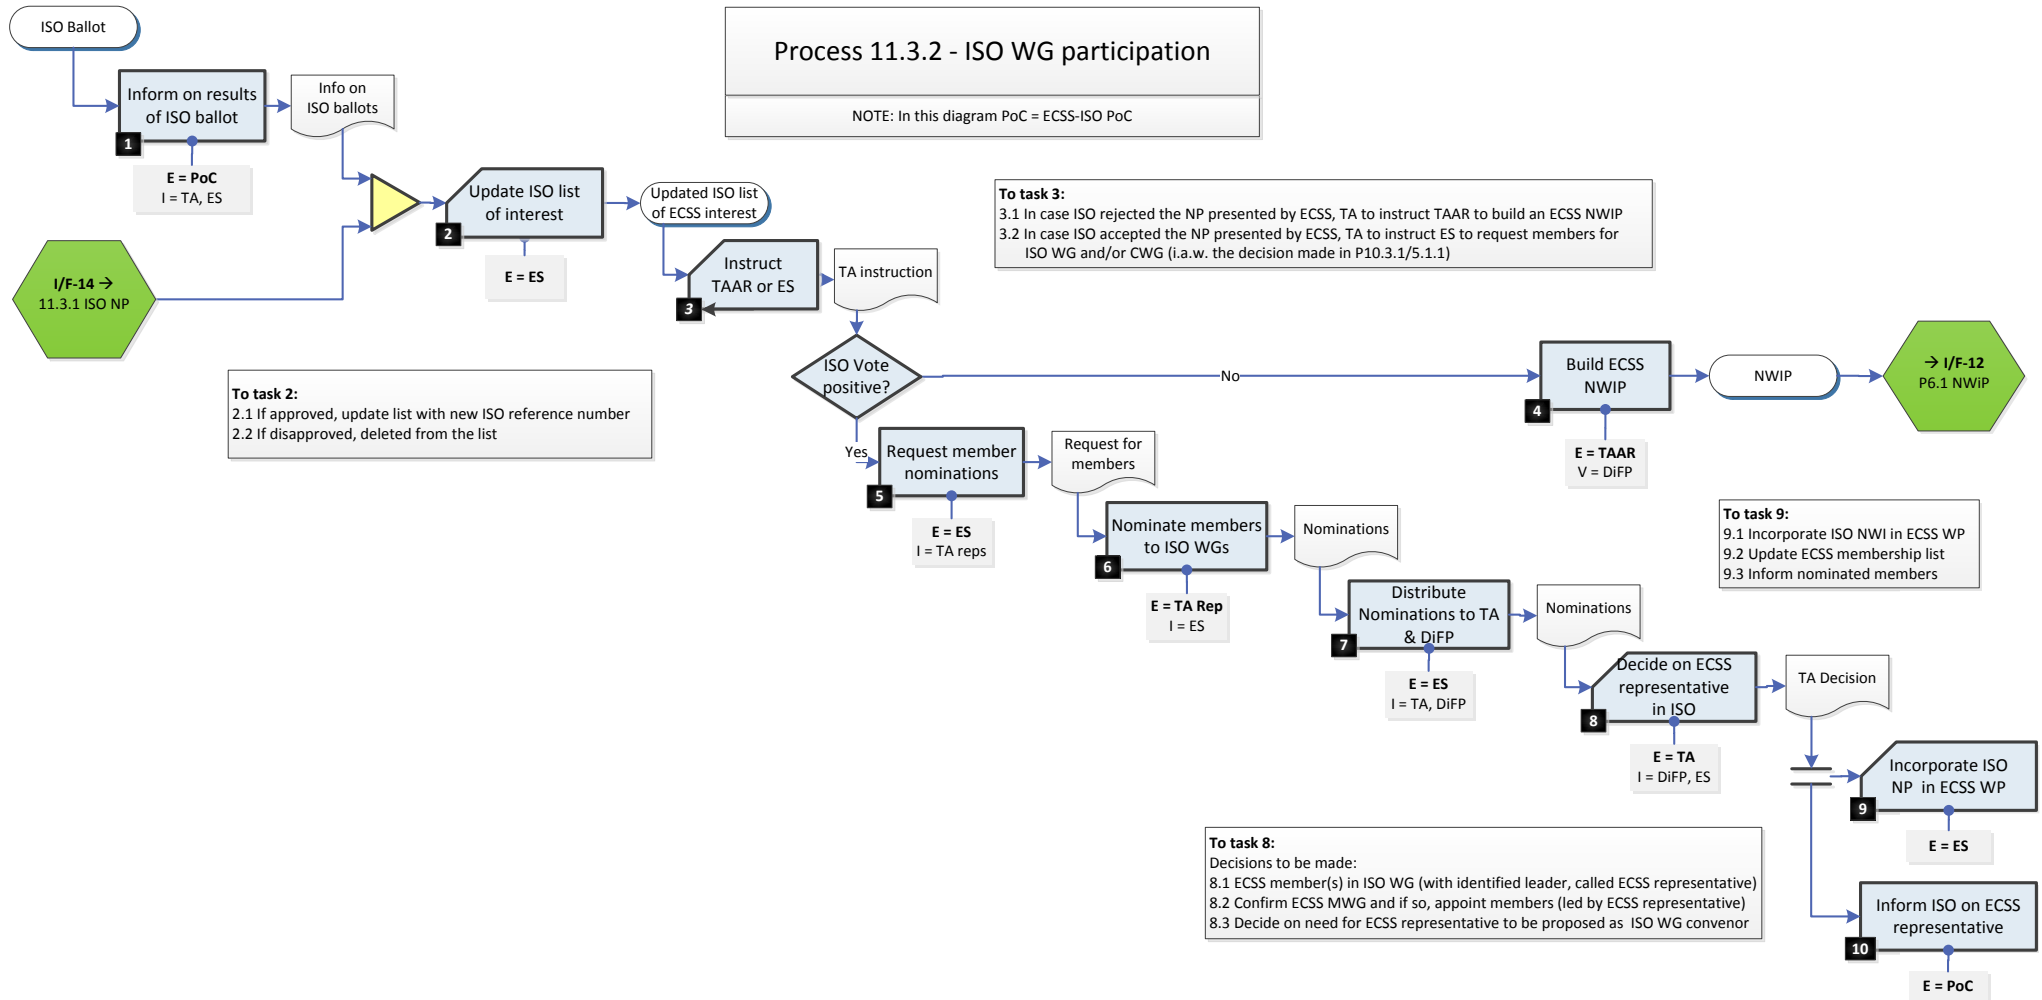 ISO Ballot
Process 11.3.2 - ISO WG participation
NOTE: In this diagram PoC = ECSS-ISO PoC
Inform on results
of ISO ballot
1
E = PoC
I = TA, ES
Info on
ISO ballots
I/F-14 →
11.3.1 ISO NP
Update ISO list
of interest
2
E = ES
Updated ISO list
of ECSS interest
To task 3:
3.1 In case ISO rejected the NP presented by ECSS, TA to instruct TAAR to build an ECSS NWIP
3.2 In case ISO accepted the NP presented by ECSS, TA to instruct ES to request members for
ISO WG and/or CWG (i.a.w. the decision made in P10.3.1/5.1.1)
Instruct
TAAR or ES
3
TA instruction
To task 2:
2.1 If approved, update list with new ISO reference number
2.2 If disapproved, deleted from the list
ISO Vote
positive?
No
Yes
Build ECSS
NWIP
4
E = TAAR
V = DiFP
NWIP
→ I/F-12
P6.1 NWiP
Request member
nominations
5
E = ES
I = TA reps
Request for
members
Nominate members
to ISO WGs
6
E = TA Rep
I = ES
Nominations
To task 9:
9.1 Incorporate ISO NWI in ECSS WP
9.2 Update ECSS membership list
9.3 Inform nominated members
Distribute
Nominations to TA
& DiFP
7
E = ES
I = TA, DiFP
Nominations
Decide on ECSS
representative
in ISO
8
E = TA
I = DiFP, ES
TA Decision
Incorporate ISO
NP in ECSS WP
9
E = ES
To task 8:
Decisions to be made:
8.1 ECSS member(s) in ISO WG (with identified leader, called ECSS representative)
8.2 Confirm ECSS MWG and if so, appoint members (led by ECSS representative)
8.3 Decide on need for ECSS representative to be proposed as ISO WG convenor
Inform ISO on ECSS
representative
10
E = PoC